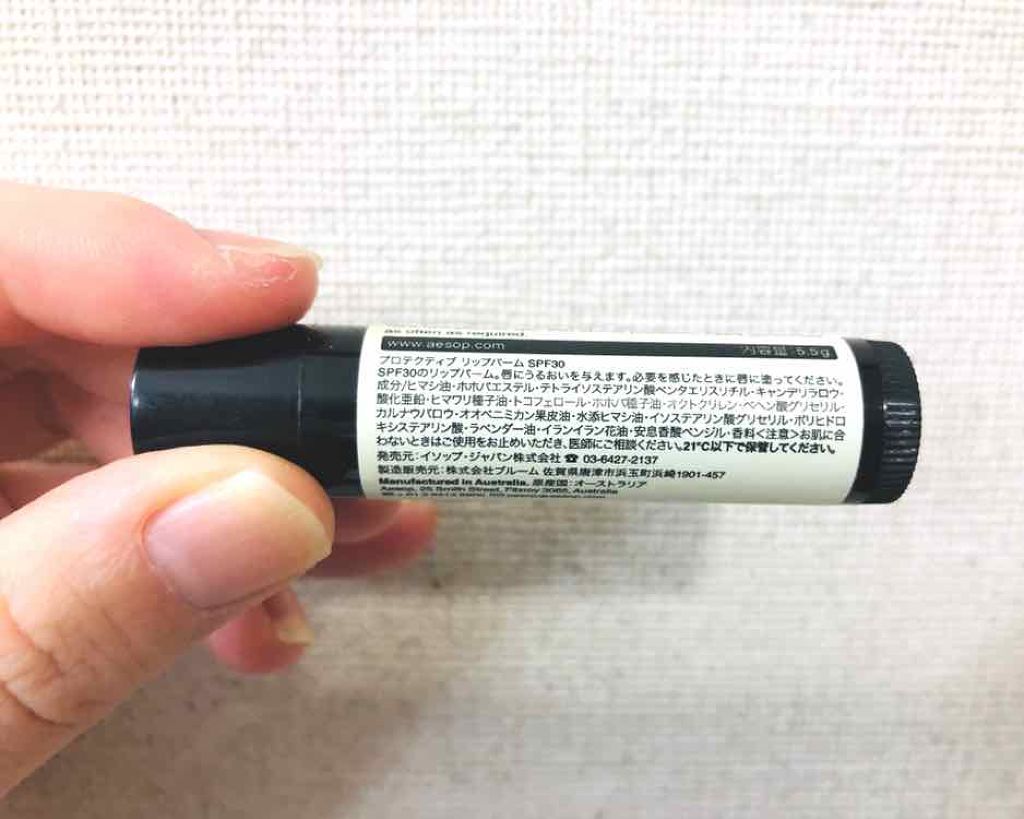 as often as required
www.aesop.com 内容量 5.5g
プロテクティブ リップバーム SPF30
SPF30のリップバーム。唇にうるおいを与えます。必要を感じたときに唇に塗ってください。
成分/ヒマシ油・ホホバエステル・テトライソステアリン酸ペンタエリスリチル・キャンデリラロウ・
酸化亜鉛・ヒマワリ種子油・トコフェロール・ホホバ種子油・オクトクリレン・ベヘン酸グリセリル・
カルナウバロウ・オオベニミカン果皮油・水添ヒマシ油・イソステアリン酸グリセリル・ポリヒドロ
キシステアリン酸・ラベンダー油・イランイラン花油・安息香酸ベンジル・香料<注意>お肌に合
わないときはご使用をお止めいただき、医師にご相談ください。21°C以下で保管してください。
発売元：イソップ・ジャパン株式会社 ☎ 03-6427-2137
製造販売元：株式会社ブルーム 佐賀県唐津市浜玉町浜崎1901-457
Manufactured in Australia. 原産国：オーストラリア
Aesop, 25 Smith Street, Fitzroy 3065, Australia